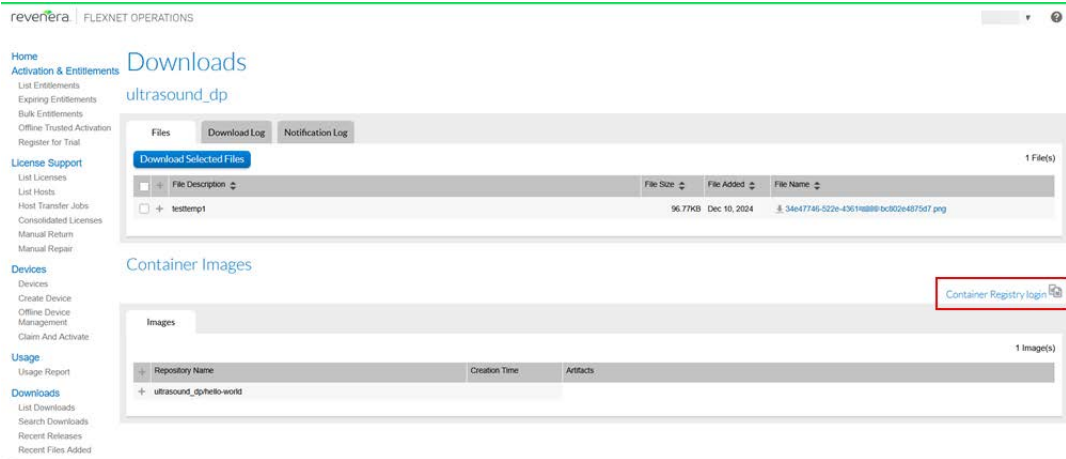 revenera. FLEXNET OPERATIONS
Home
Activation & Entitlements
List Entitlements
Expiring Entitlements
Bulk Entitlements
Offline Trusted Activation
Register for Trial
License Support
List Licenses
List Hosts
Host Transfer Jobs
Consolidated Licenses
Manual Return
Manual Repair
Devices
Devices
Create Device
Offline Device
Management
Claim And Activate
Usage
Usage Report
Downloads
List Downloads
Search Downloads
Recent Releases
Recent Files Added
Downloads
ultrasound_dp
Files Download Log Notification Log
Download Selected Files 1 File(s)
File Description File Size File Added File Name
testtemp1 96.77KB Dec 10, 2024
Container Images
Container Registry login
Images
1 Image(s)
Repository Name Creation Time Artifacts
ultrasound_dp/hello-world